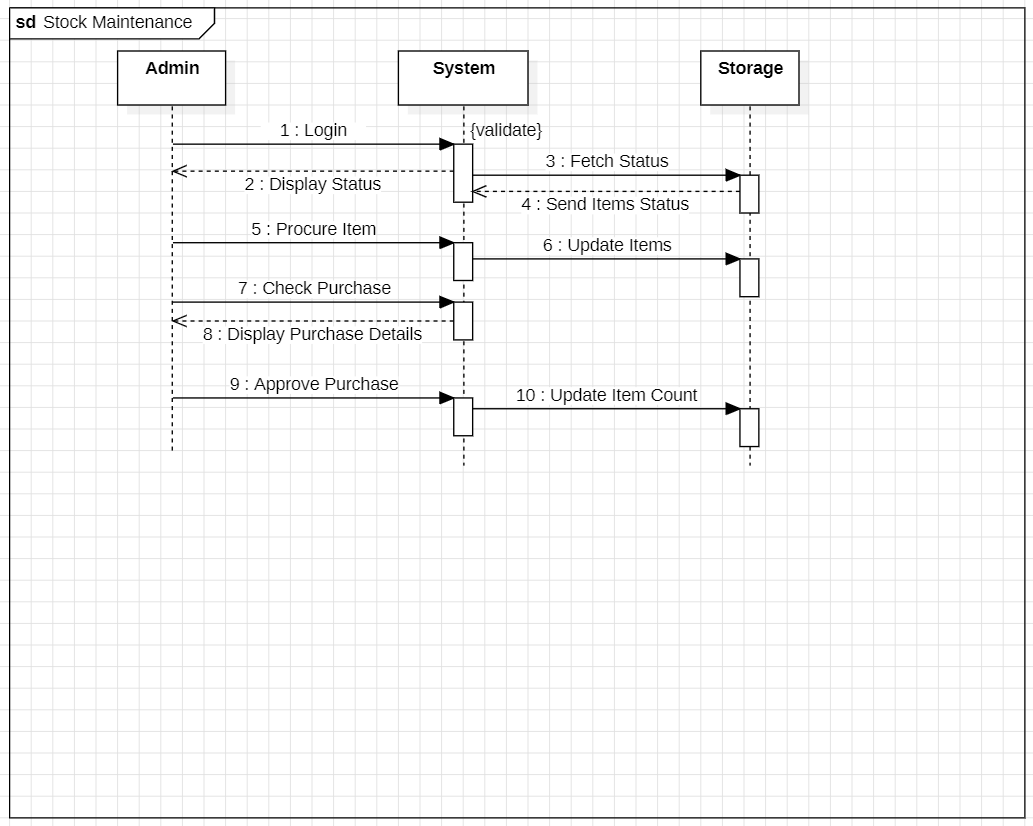 sd Stock Maintenance
Admin
System
Storage
1 : Login
{validate}
3 : Fetch Status
2 : Display Status
4 : Send Items Status
5 : Procure Item
6 : Update Items
7 : Check Purchase
8 : Display Purchase Details
9 : Approve Purchase
10 : Update Item Count